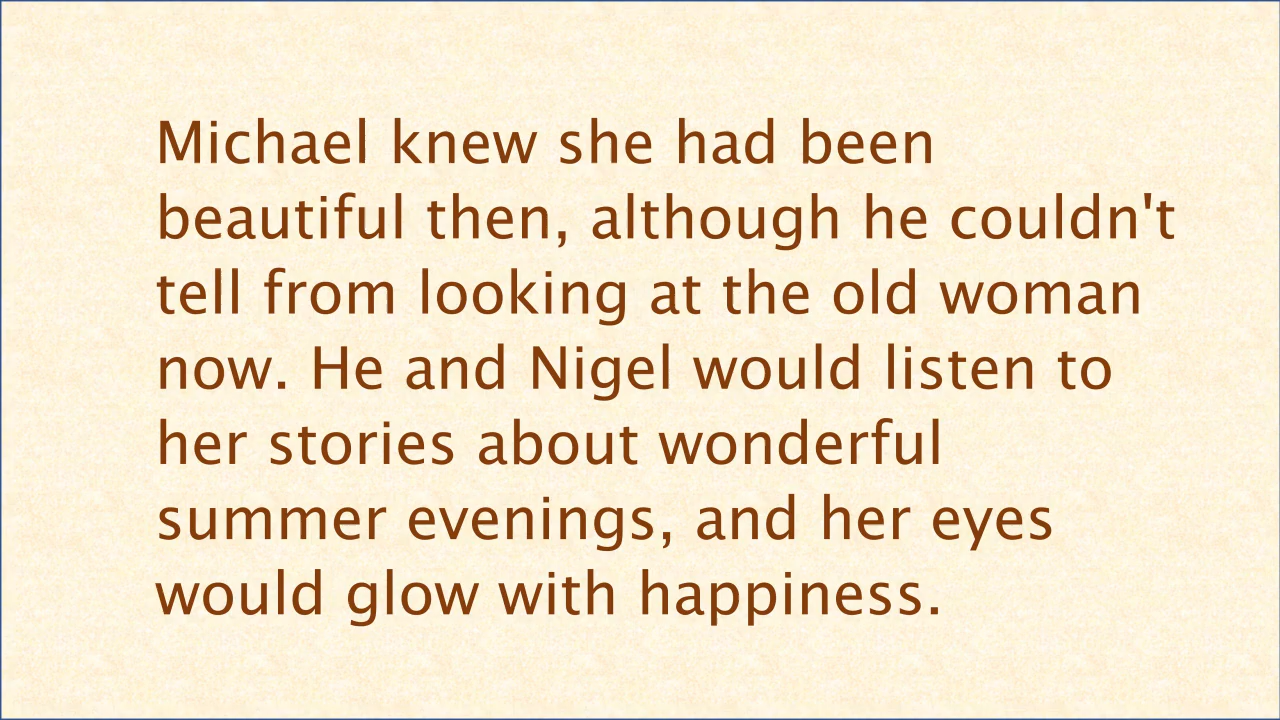 Michael knew she had been
beautiful then, although he couldn't
tell from looking at the old woman
now. He and Nigel would listen to
her stories about wonderful
summer evenings, and her eyes
would glow with happiness.